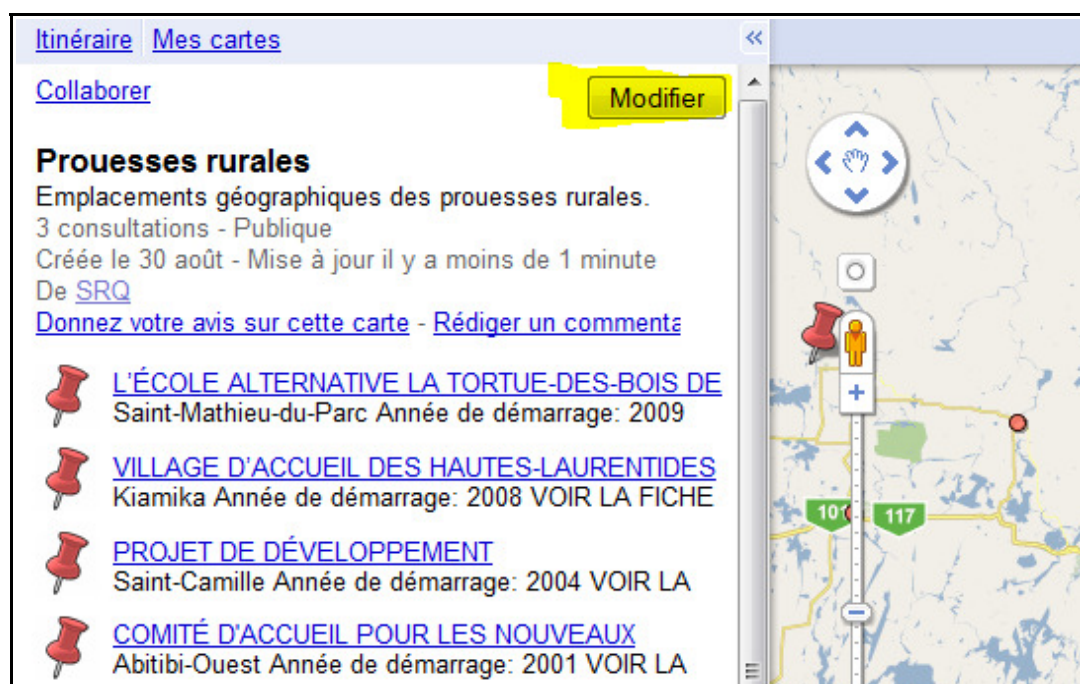 Itinéraire Mes cartes
«
Collaborer
Modifier
Prouesses rurales
Emplacements géographiques des prouesses rurales.
3 consultations - Publique
Créée le 30 août - Mise à jour il y a moins de 1 minute
De SRQ
Donnez votre avis sur cette carte - Rédiger un commenta
L'ÉCOLE ALTERNATIVE LA TORTUE-DES-BOIS DE
Saint-Mathieu-du-Parc Année de démarrage: 2009
VILLAGE D'ACCUEIL DES HAUTES-LAURENTIDES
Kiamika Année de démarrage: 2008 VOIR LA FICHE
PROJET DE DÉVELOPPEMENT
Saint-Camille Année de démarrage: 2004 VOIR LA
COMITÉ D'ACCUEIL POUR LES NOUVEAUX
Abitibi-Ouest Année de démarrage: 2001 VOIR LA
117